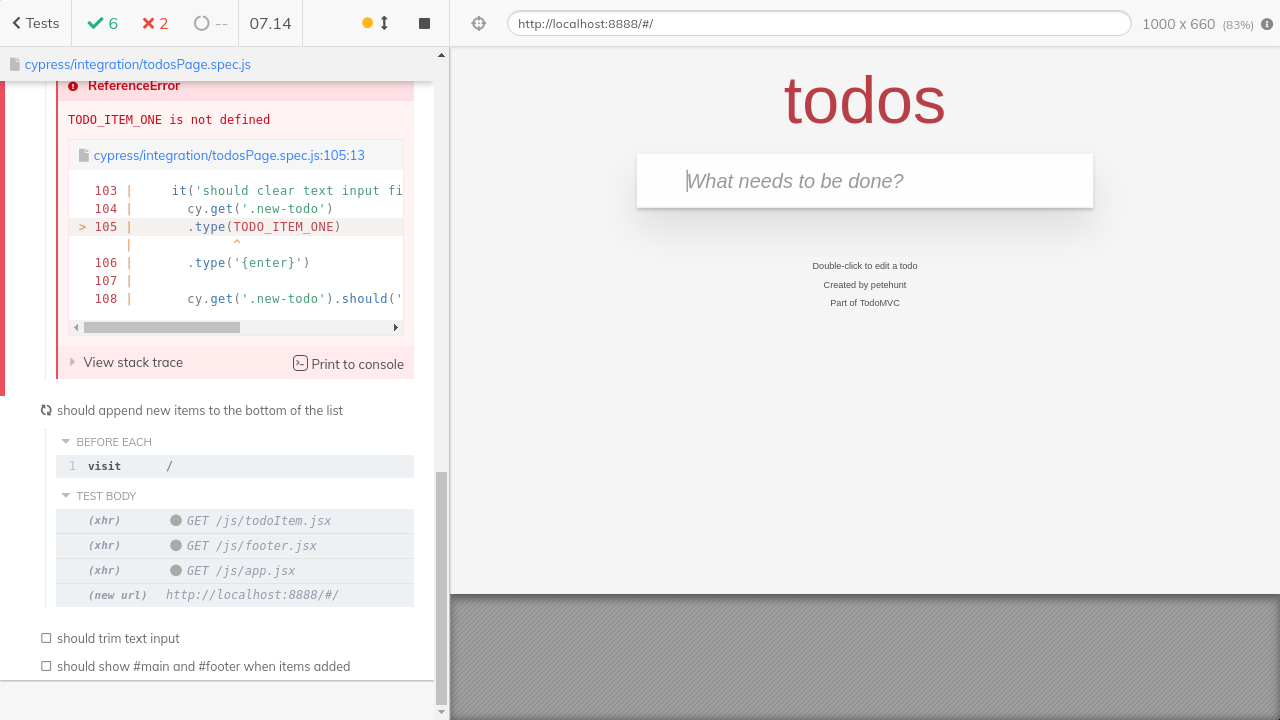 Tests
6
2
--
07.14
http://localhost:8888/#/
1000 x 660 (83%)
cypress/integration/todosPage.spec.js
ReferenceError
TODO_ITEM_ONE is not defined
cypress/integration/todosPage.spec.js:105:13
103 | it('should clear text input fi
104 | cy.get('.new-todo')
> 105 | .type(TODO_ITEM_ONE)
| ^
106 | .type('{enter}')
107 |
108 | cy.get('.new-todo').should('
View stack trace
Print to console
should append new items to the bottom of the list
BEFORE EACH
1 visit /
TEST BODY
(xhr) GET /js/todoItem.jsx
(xhr) GET /js/footer.jsx
(xhr) GET /js/app.jsx
(new url) http://localhost:8888/#/
should trim text input
should show #main and #footer when items added
todos
What needs to be done?
Double-click to edit a todo
Created by petehunt
Part of TodoMVC